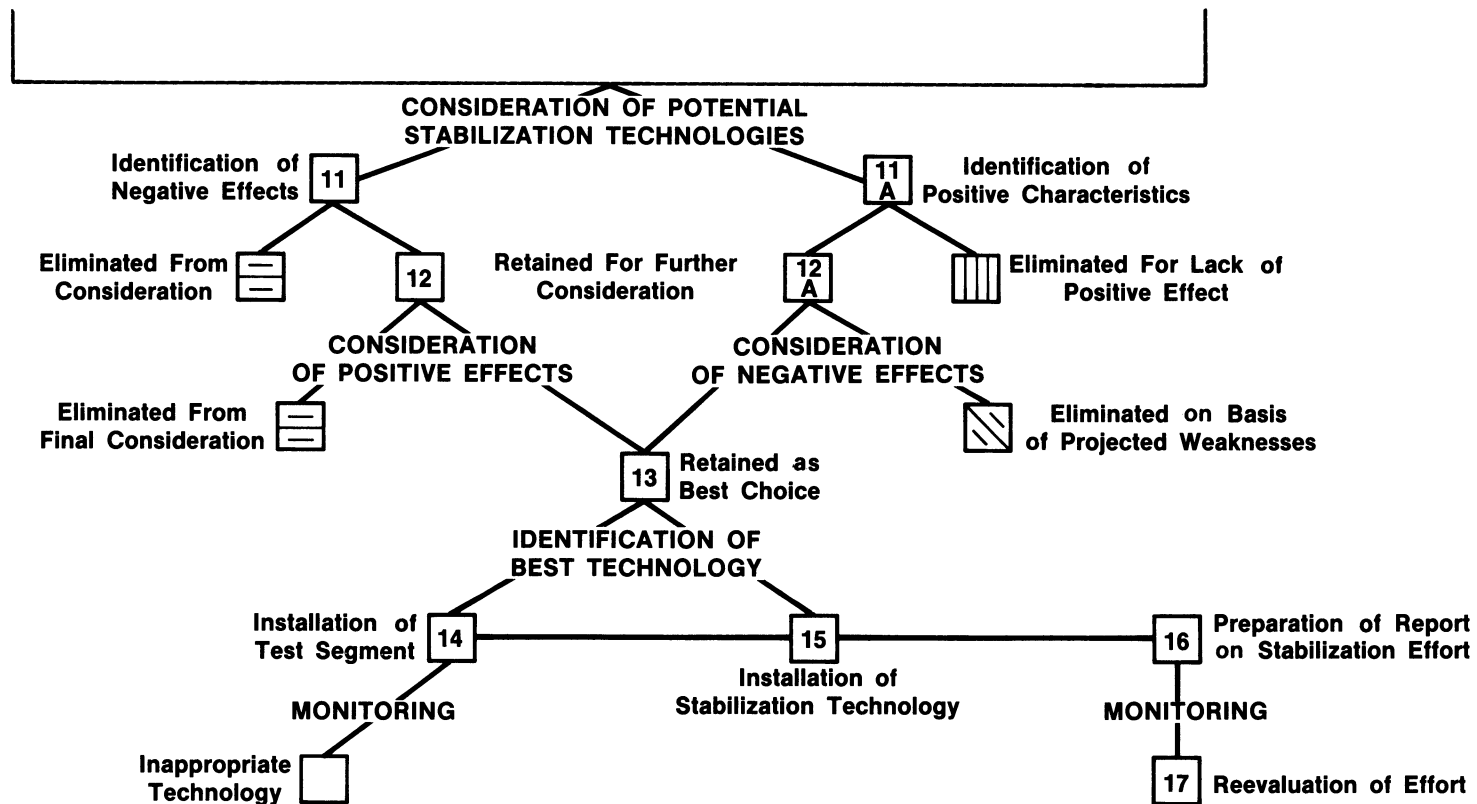 CONSIDERATION OF POTENTIAL
STABILIZATION TECHNOLOGIES
Identification of
Negative Effects
11
11
A
Identification of
Positive Characteristics
Eliminated From
Consideration
12
Retained For Further
Consideration
12
A
Eliminated For Lack of
Positive Effect
CONSIDERATION
OF POSITIVE EFFECTS
CONSIDERATION
OF NEGATIVE EFFECTS
Eliminated From
Final Consideration
Eliminated on Basis
of Projected Weaknesses
13
Retained as
Best Choice
IDENTIFICATION OF
BEST TECHNOLOGY
Installation of
Test Segment
14
15
Installation of
Stabilization Technology
16
Preparation of Report
on Stabilization Effort
MONITORING
MONITORING
Inappropriate
Technology
17
Reevaluation of Effort